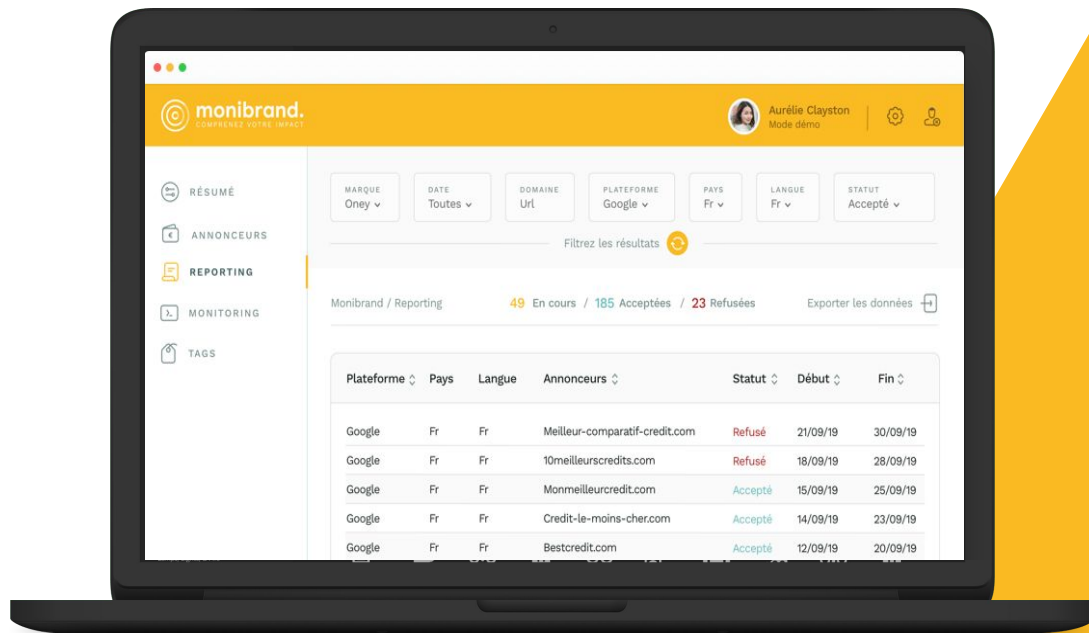 monibrand.
COMPRENEZ VOTRE IMPACT
Aurélie Clayston
Mode démo
RÉSUMÉ
ANNONCEURS
REPORTING
MONITORING
TAGS
MARQUE DATE DOMAINE PLATEFORME PAYS LANGUE STATUT
Oney Toutes Url Google Fr Fr Accepté
Filtrez les résultats
Monibrand / Reporting 49 En cours / 185 Acceptées / 23 Refusées Exporter les données
Plateforme Pays Langue Annonceurs Statut Début Fin
Google Fr Fr Meilleur-comparatif-credit.com Refusé 21/09/19 30/09/19
Google Fr Fr 10meilleurscredits.com Refusé 18/09/19 28/09/19
Google Fr Fr Monmeilleurcredit.com Accepté 15/09/19 25/09/19
Google Fr Fr Credit-le-moins-cher.com Accepté 14/09/19 23/09/19
Google Fr Fr Bestcredit.com Accepté 12/09/19 20/09/19